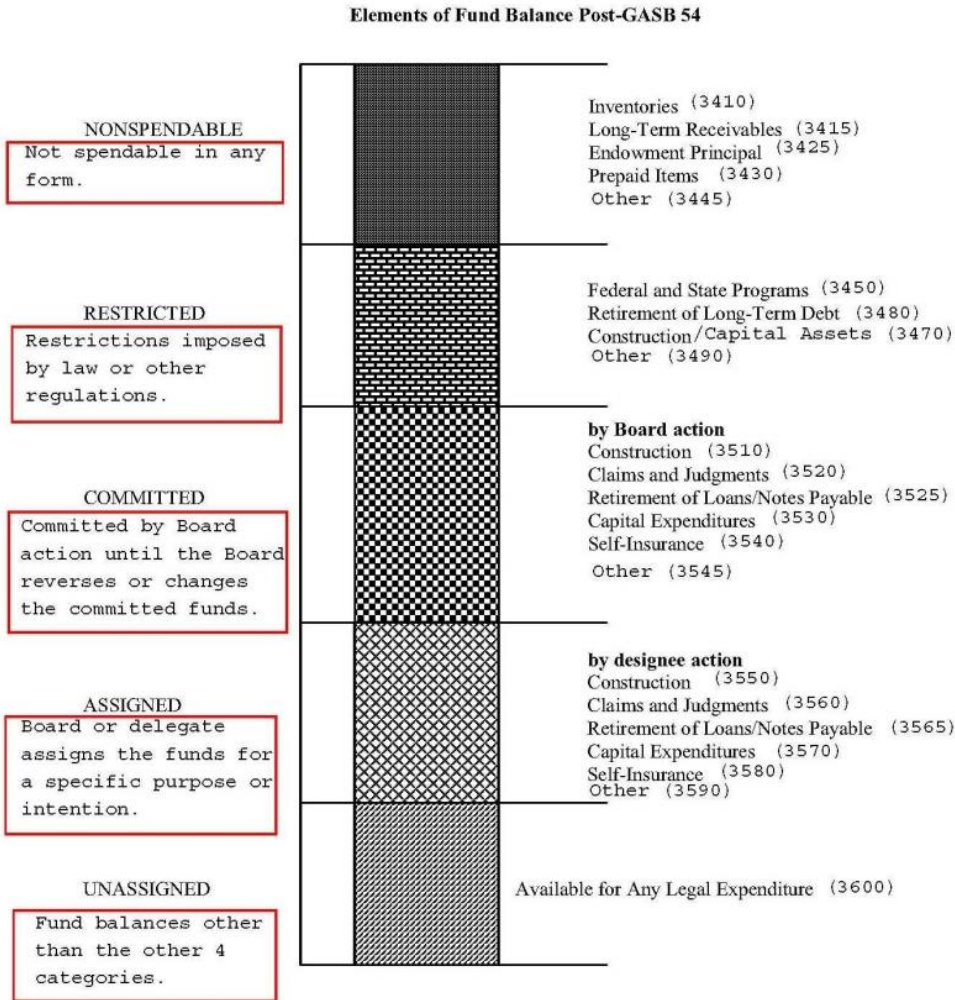 Elements of Fund Balance Post-GASB 54
NONSPENDABLE
Not spendable in any
form.
Inventories (3410)
Long-Term Receivables (3415)
Endowment Principal (3425)
Prepaid Items (3430)
Other (3445)
RESTRICTED
Restrictions imposed
by law or other
regulations.
Federal and State Programs (3450)
Retirement of Long-Term Debt (3480)
Construction/Capital Assets (3470)
Other (3490)
COMMITTED
Committed by Board
action until the Board
reverses or changes
the committed funds.
by Board action
Construction (3510)
Claims and Judgments (3520)
Retirement of Loans/Notes Payable (3525)
Capital Expenditures (3530)
Self-Insurance (3540)
Other (3545)
ASSIGNED
Board or delegate
assigns the funds for
a specific purpose or
intention.
by designee action
Construction (3550)
Claims and Judgments (3560)
Retirement of Loans/Notes Payable (3565)
Capital Expenditures (3570)
Self-Insurance (3580)
Other (3590)
UNASSIGNED
Fund balances other
than the other 4
categories.
Available for Any Legal Expenditure (3600)